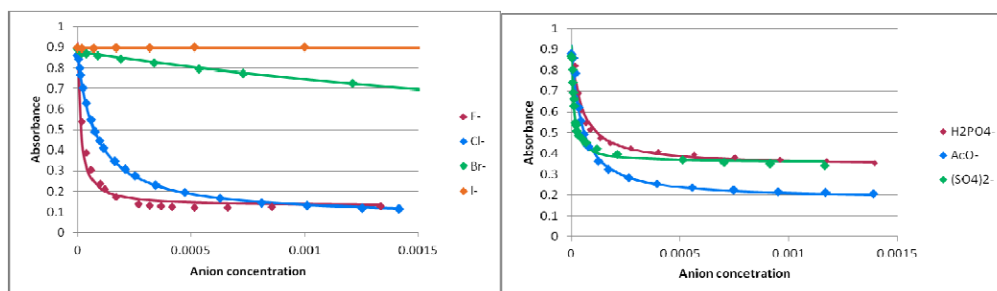 1
0.9
0.8
0.7
0.6
0.5
0.4
0.3
0.2
0.1
0
Absorbance
0
0.0005
0.001
0.0015
Anion concentration
F-
Cl-
Br-
I-
1
0.9
0.8
0.7
0.6
0.5
0.4
0.3
0.2
0.1
0
Absorbance
0
0.0005
0.001
0.0015
Anion concetration
H2PO4-
AcO-
(SO4)2-